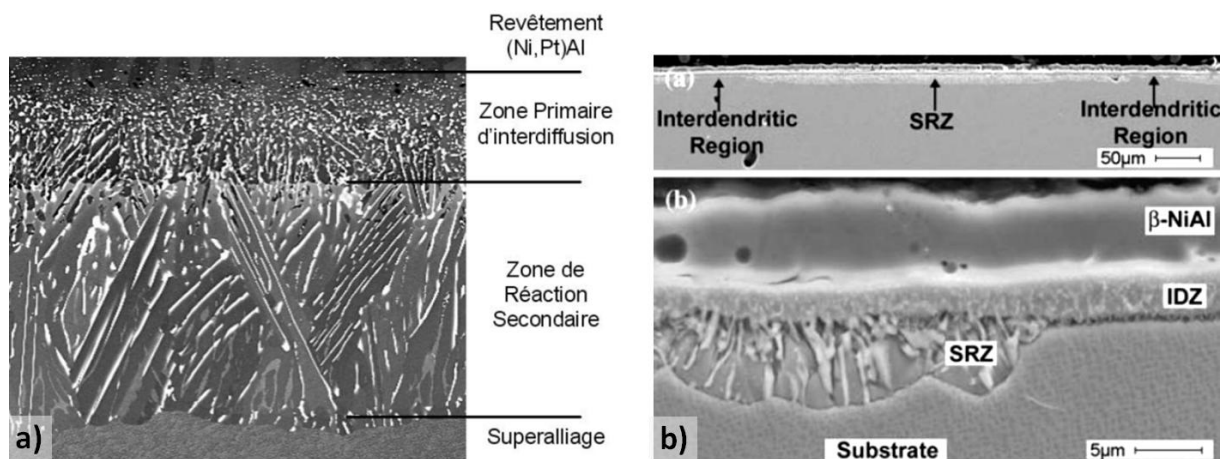 Revêtement
(Ni,Pt)Al
Zone Primaire
d'interdiffusion
Zone de
Réaction
Secondaire
Superalliage
a)
(a)
Interdendritic
Region
SRZ
Interdendritic
Region
50µm
(b)
β-NiAl
IDZ
SRZ
Substrate
5µm
b)